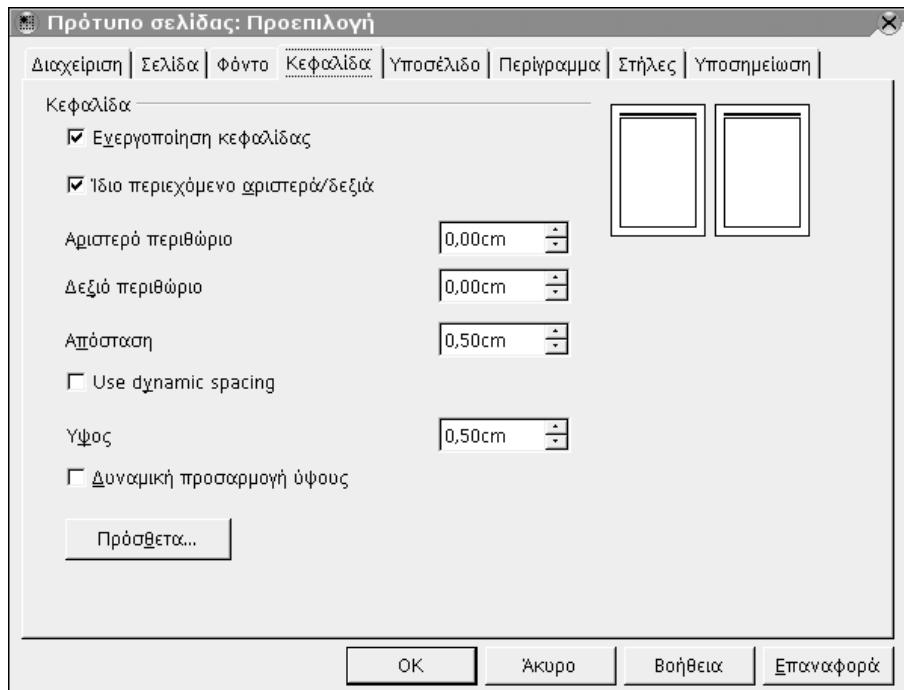 Πρότυπο σελίδας: Προεπιλογή
Διαχείριση Σελίδα Φόντο Κεφαλίδα Υποσέλιδο Περίγραμμα Στήλες Υποσημείωση
Κεφαλίδα
Ενεργοποίηση κεφαλίδας
Ίδιο περιεχόμενο αριστερά/δεξιά
Αριστερό περιθώριο 0,00cm
Δεξιό περιθώριο 0,00cm
Απόσταση 0,50cm
Use dynamic spacing
Υψος 0,50cm
Δυναμική προσαρμογή ύψους
Πρόσθετα...
OK Άκυρο Βοήθεια Επαναφορά